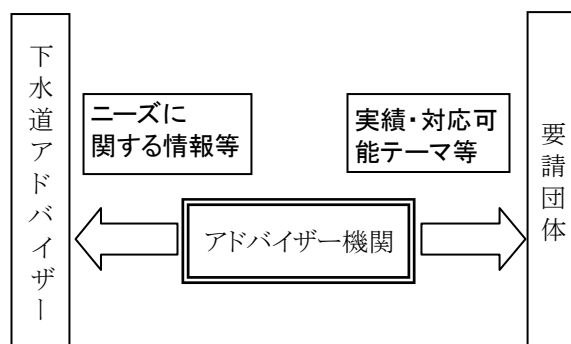 下水道アドバイザー
ニーズに
関する情報等
アドバイザー機関
実績・対応可
能テーマ等
要請団体